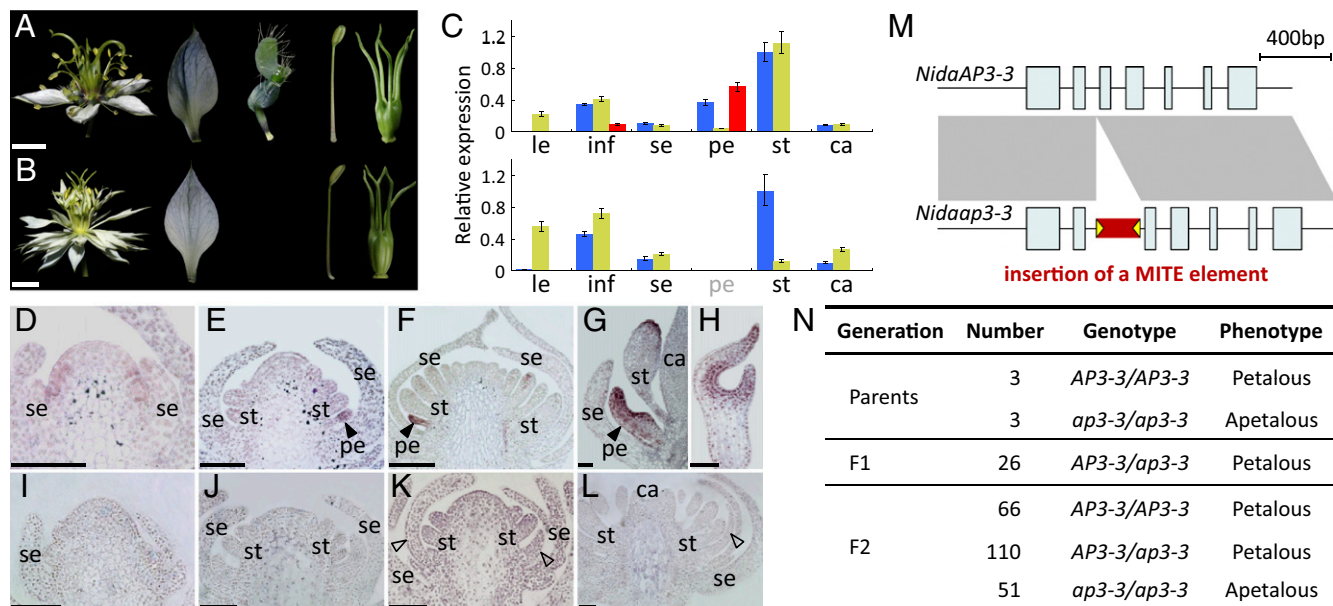 A
B
C
Relative expression
1.2
0.8
0.4
0
le inf se pe st ca
1.2
0.8
0.4
0
le inf se pe st ca
M
400bp
NidaAP3-3
Nidaap3-3
insertion of a MITE element
D
se
se
E
se
se
st
st
pe
F
se
se
st
st
pe
G
ca
st
se
pe
H
I
se
J
se
se
st
st
K
se
st
st
se
L
ca
st
se
N
Generation Number Genotype Phenotype
Parents
3 AP3-3/AP3-3 Petalous
3 ap3-3/ap3-3 Apetalous
F1 26 AP3-3/ap3-3 Petalous
F2
66 AP3-3/AP3-3 Petalous
110 AP3-3/ap3-3 Petalous
51 ap3-3/ap3-3 Apetalous